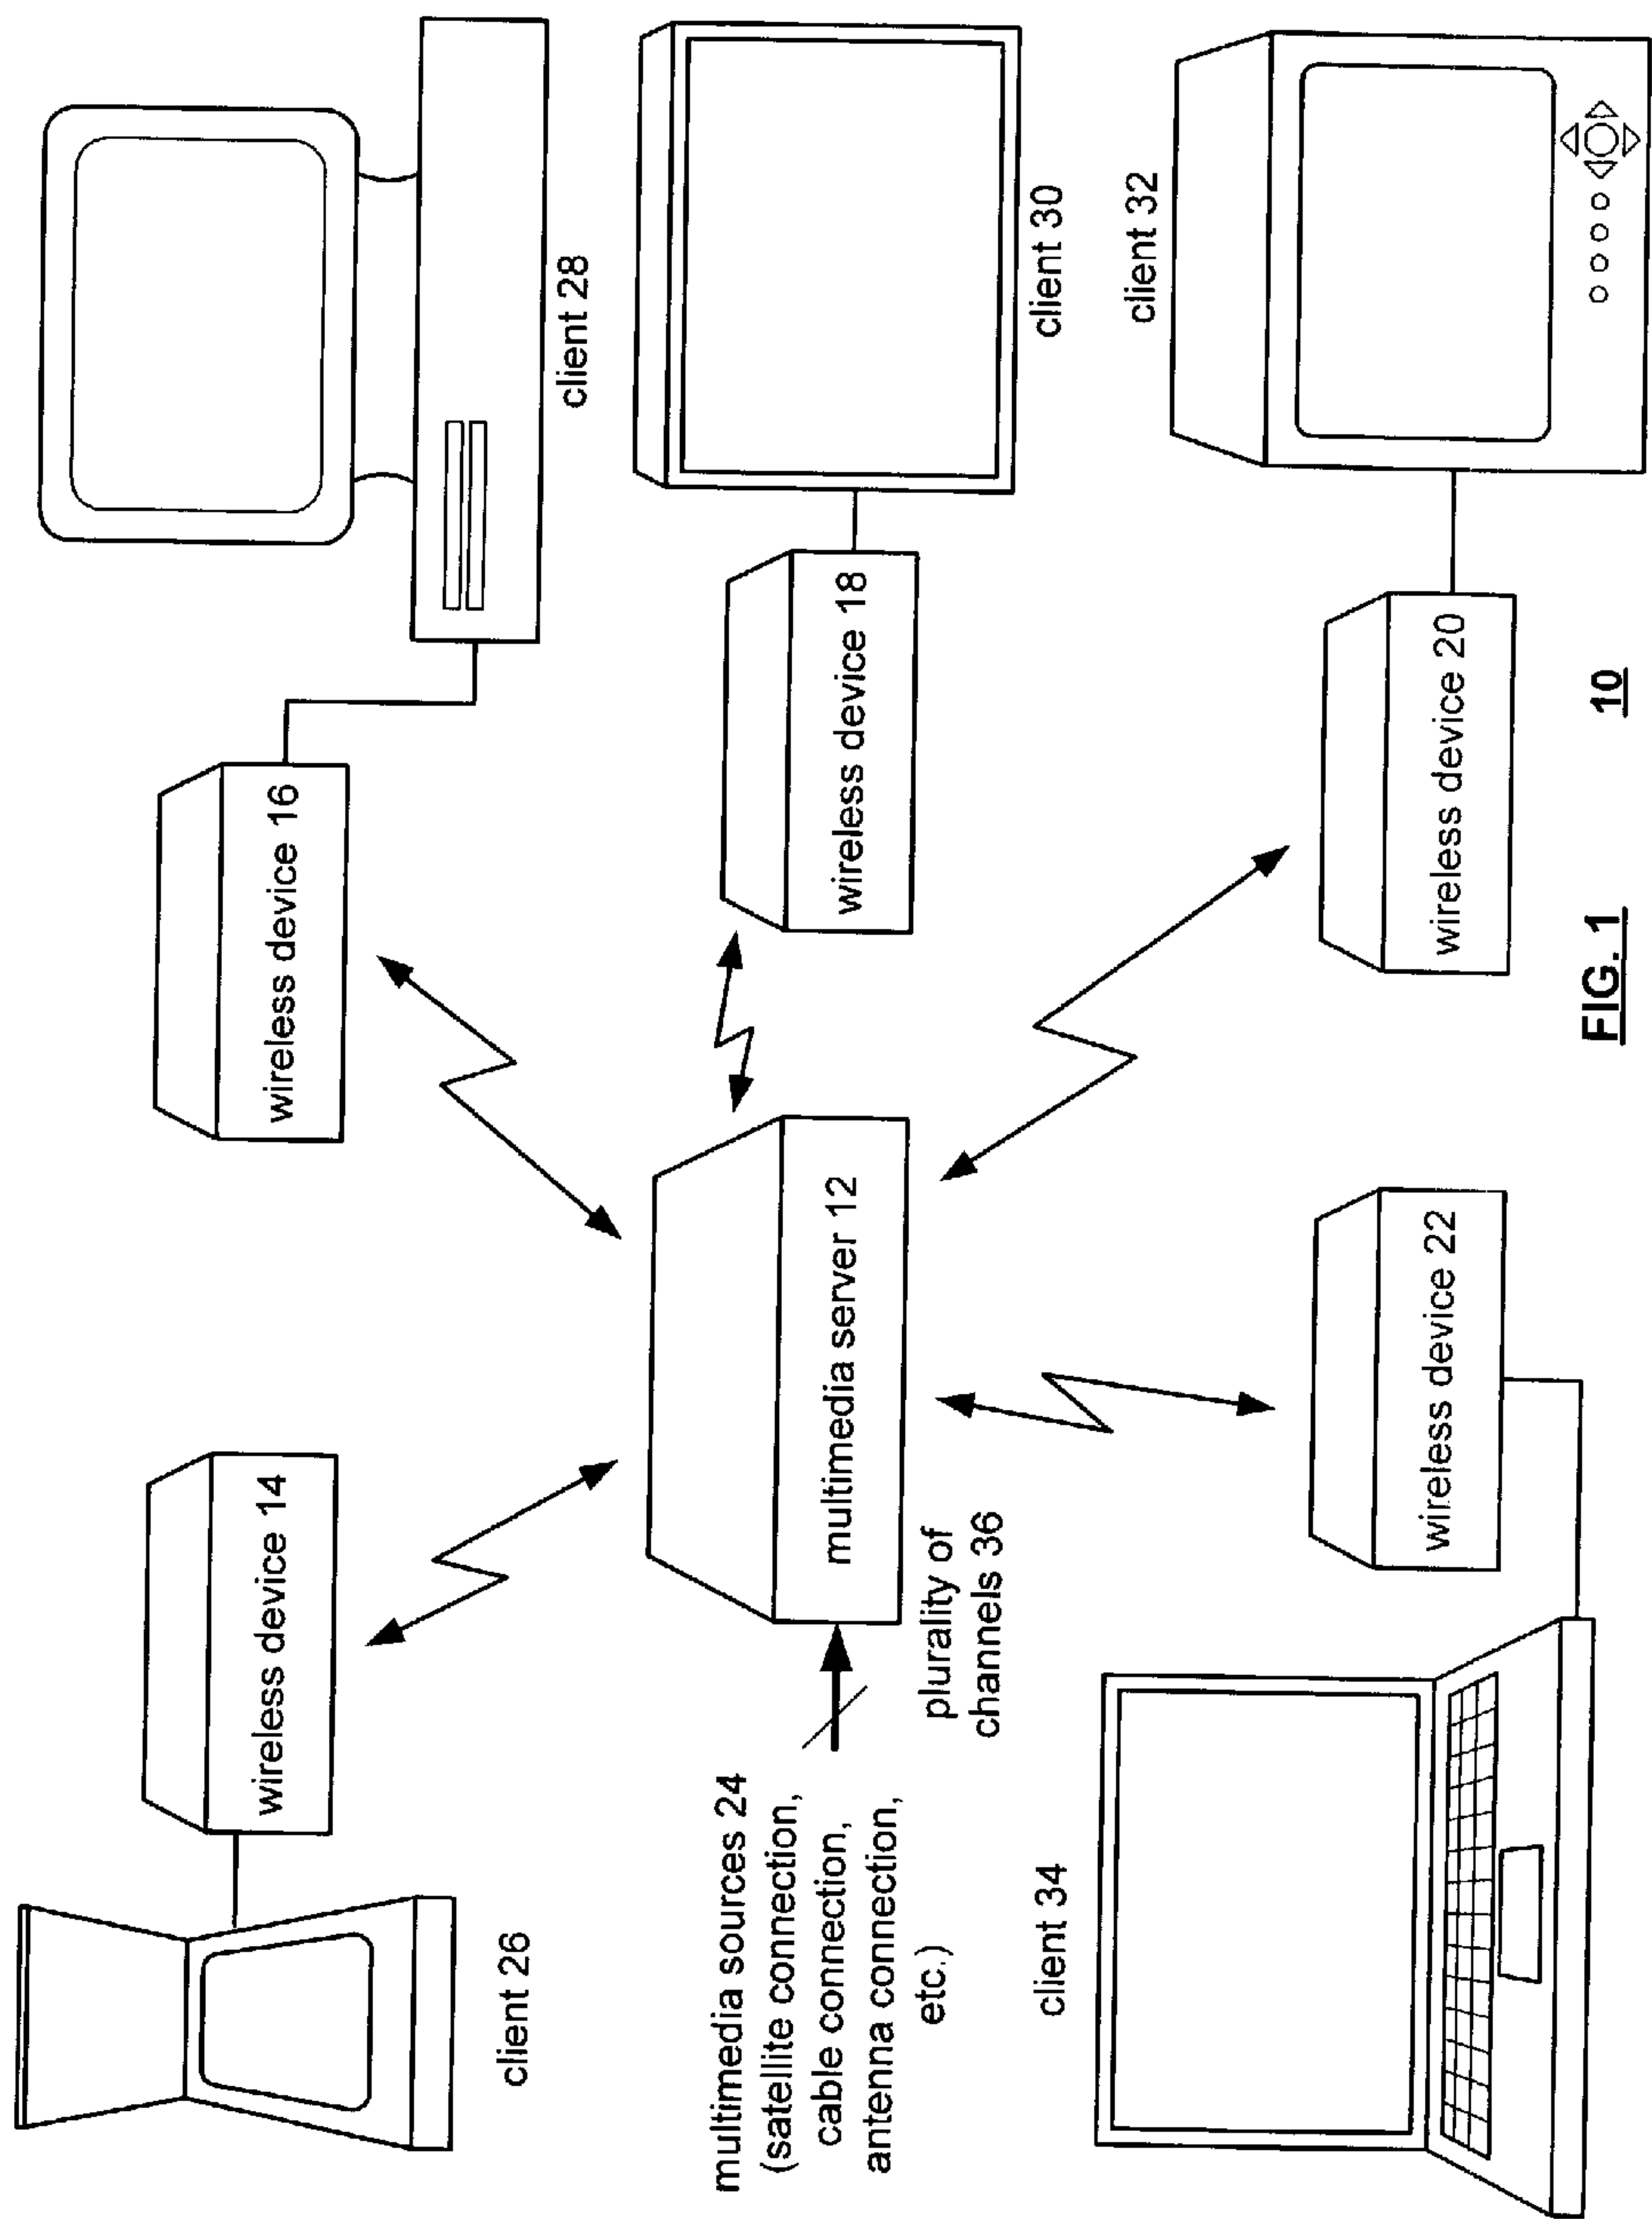 wireless device 14
wireless device 16
client 26
client 28
multimedia sources 24
(satellite connection,
cable connection,
antenna connection,
etc.)
multimedia server 12
plurality of
channels 36
wireless device 18
client 30
client 34
wireless device 22
wireless device 20
client 32
FIG. 1
10